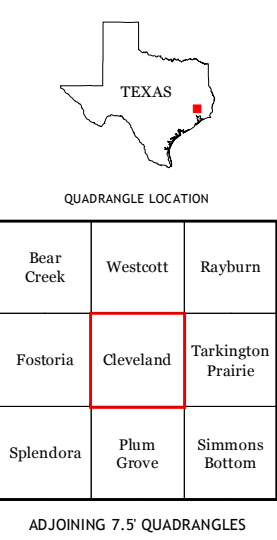 TEXAS
QUADRANGLE LOCATION
Bear
Creek
Westcott
Rayburn
Fostoria
Cleveland
Tarkington
Prairie
Splendora
Plum
Grove
Simmons
Bottom
ADJOINING 7.5' QUADRANGLES